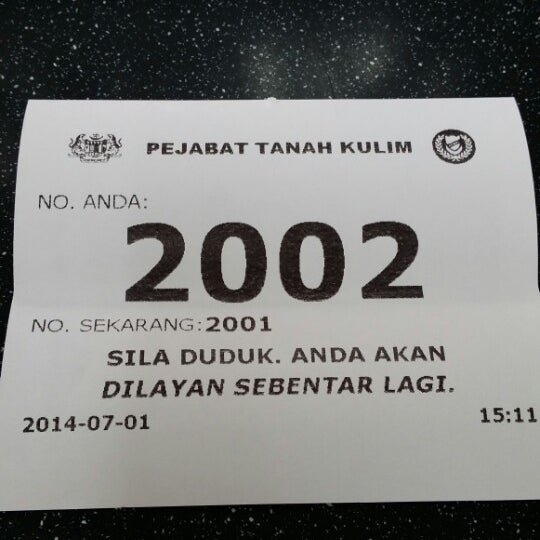 PEJABAT TANAH KULIM
NO. ANDA:
2002
NO. SEKARANG:2001
SILA DUDUK. ANDA AKAN
DILAYAN SEBENTAR LAGI.
2014-07-01 15:11